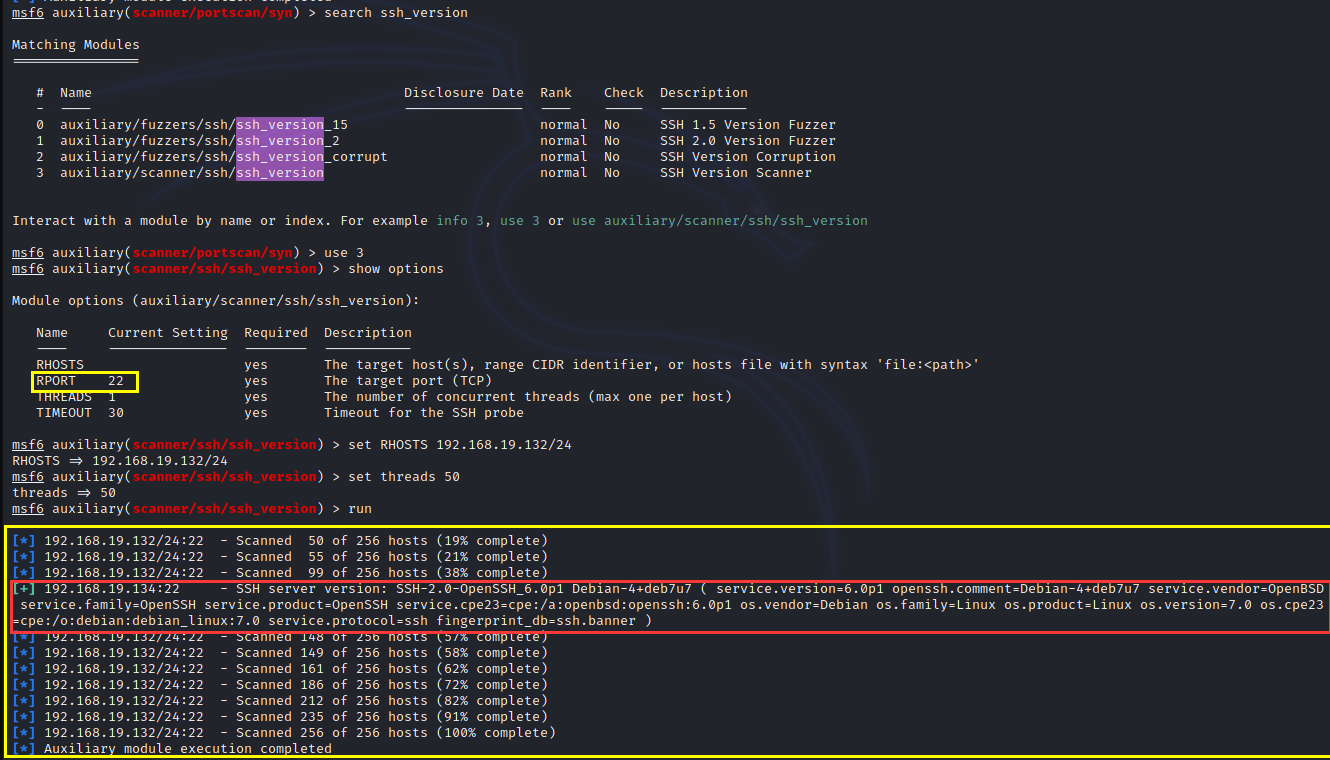 Auxiliary module execution completed
msf6 auxiliary(scanner/portscan/syn) > search ssh_version
Matching Modules
================
# Name Disclosure Date Rank Check Description
- ---- --------------- ---- ----- -----------
0 auxiliary/fuzzers/ssh/ssh_version_15 normal No SSH 1.5 Version Fuzzer
1 auxiliary/fuzzers/ssh/ssh_version_2 normal No SSH 2.0 Version Fuzzer
2 auxiliary/fuzzers/ssh/ssh_version_corrupt normal No SSH Version Corruption
3 auxiliary/scanner/ssh/ssh_version normal No SSH Version Scanner
Interact with a module by name or index. For example info 3, use 3 or use auxiliary/scanner/ssh/ssh_version
msf6 auxiliary(scanner/portscan/syn) > use 3
msf6 auxiliary(scanner/ssh/ssh_version) > show options
Module options (auxiliary/scanner/ssh/ssh_version):
Name Current Setting Required Description
---- --------------- -------- -----------
RHOSTS yes The target host(s), range CIDR identifier, or hosts file with syntax 'file:<path>'
RPORT 22 yes The target port (TCP)
THREADS 1 yes The number of concurrent threads (max one per host)
TIMEOUT 30 yes Timeout for the SSH probe
msf6 auxiliary(scanner/ssh/ssh_version) > set RHOSTS 192.168.19.132/24
RHOSTS => 192.168.19.132/24
msf6 auxiliary(scanner/ssh/ssh_version) > set threads 50
threads => 50
msf6 auxiliary(scanner/ssh/ssh_version) > run
[*] 192.168.19.132/24:22 - Scanned 50 of 256 hosts (19% complete)
[*] 192.168.19.132/24:22 - Scanned 55 of 256 hosts (21% complete)
[*] 192.168.19.132/24:22 - Scanned 99 of 256 hosts (38% complete)
[+] 192.168.19.134:22 - SSH server version: SSH-2.0-OpenSSH_6.0p1 Debian-4+deb7u7 ( service.version=6.0p1 openssh.comment=Debian-4+deb7u7 service.vendor=OpenBSD
service.family=OpenSSH service.product=OpenSSH service.cpe23=cpe:/a:openbsd:openssh:6.0p1 os.vendor=Debian os.family=Linux os.product=Linux os.version=7.0 os.cpe23
=cpe:/o:debian:debian_linux:7.0 service.protocol=ssh fingerprint_db=ssh.banner )
[*] 192.168.19.132/24:22 - Scanned 148 of 256 hosts (57% complete)
[*] 192.168.19.132/24:22 - Scanned 149 of 256 hosts (58% complete)
[*] 192.168.19.132/24:22 - Scanned 161 of 256 hosts (62% complete)
[*] 192.168.19.132/24:22 - Scanned 186 of 256 hosts (72% complete)
[*] 192.168.19.132/24:22 - Scanned 212 of 256 hosts (82% complete)
[*] 192.168.19.132/24:22 - Scanned 235 of 256 hosts (91% complete)
[*] 192.168.19.132/24:22 - Scanned 256 of 256 hosts (100% complete)
[*] Auxiliary module execution completed